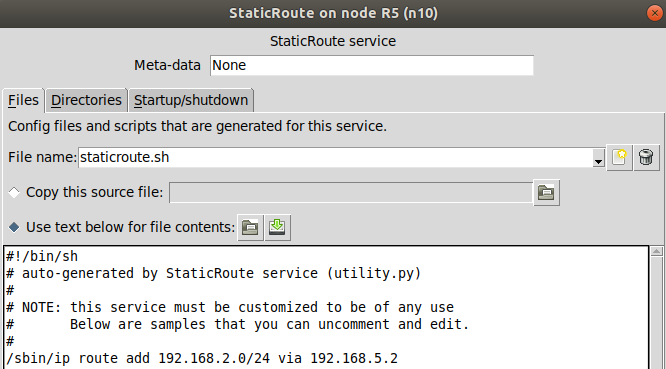 StaticRoute on node R5 (n10)
StaticRoute service
Meta-data None
Files Directories Startup/shutdown
Config files and scripts that are generated for this service.
File name: staticroute.sh
Copy this source file:
Use text below for file contents:
#!/bin/sh
# auto-generated by StaticRoute service (utility.py)
#
# NOTE: this service must be customized to be of any use
#       Below are samples that you can uncomment and edit.
#
/sbin/ip route add 192.168.2.0/24 via 192.168.5.2